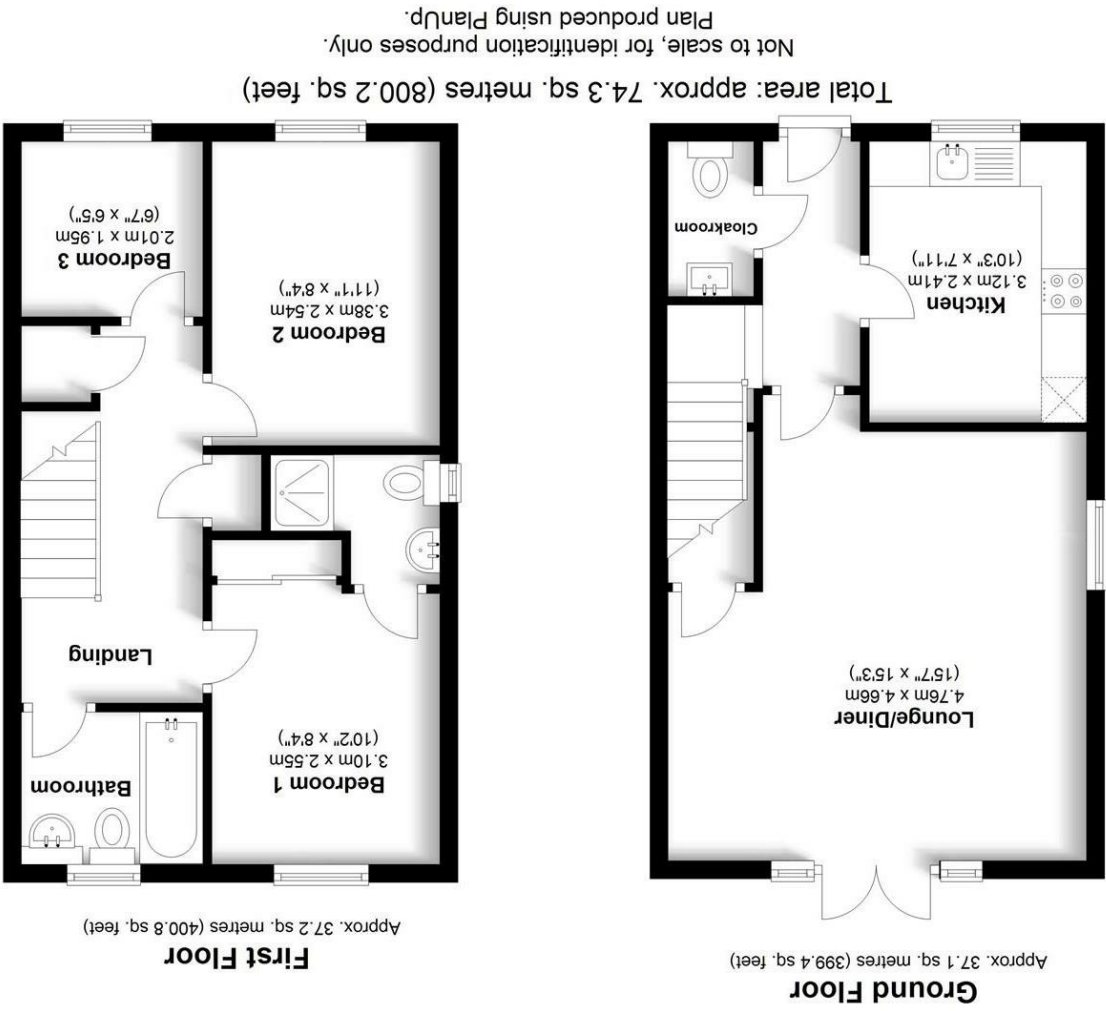 Ground Floor
Approx. 37.1 sq. metres (399.4 sq. feet)
Lounge/Diner
4.76m x 4.66m
(15'7" x 15'3")
Kitchen
3.12m x 2.41m
(10'3" x 7'11")
Cloakroom
First Floor
Approx. 37.2 sq. metres (400.8 sq. feet)
Bedroom 1
3.10m x 2.55m
(10'2" x 8'4")
Bathroom
Landing
Bedroom 2
3.38m x 2.54m
(11'1" x 8'4")
Bedroom 3
2.01m x 1.95m
(6'7" x 6'5")
Total area: approx. 74.3 sq. metres (800.2 sq. feet)
Not to scale, for identification purposes only.
Plan produced using PlanUp.